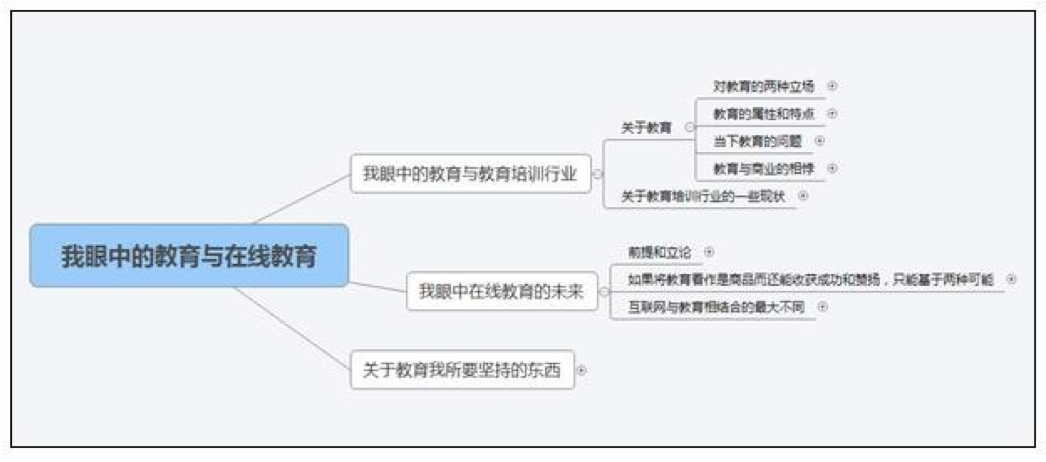 对教育的两种立场
教育的属性和特点
关于教育
当下教育的问题
教育与商业的相悖
我眼中的教育与教育培训行业
关于教育培训行业的一些现状
我眼中的教育与在线教育
前提和立论
如果将教育看作是商品而还能收获成功和赞扬，只能基于两种可能
我眼中在线教育的未来
互联网与教育相结合的最大不同
关于教育我所要坚持的东西